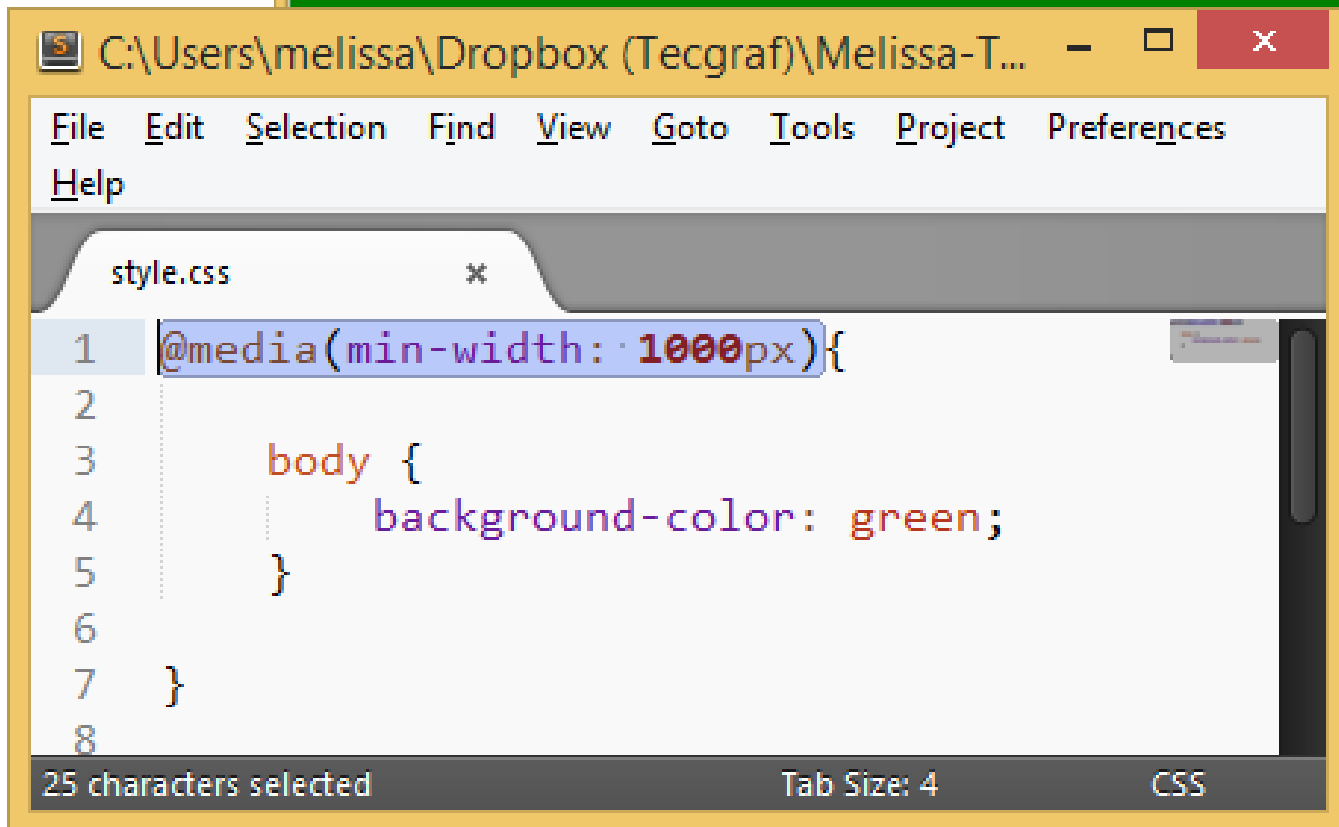 C:\Users\melissa\Dropbox (Tecgraf)\Melissa-T...
File Edit Selection Find View Goto Tools Project Preferences
Help
style.css
1 @media(min-width: 1000px){
2
3 body {
4 background-color: green;
5 }
6
7 }
8
25 characters selected Tab Size: 4 CSS